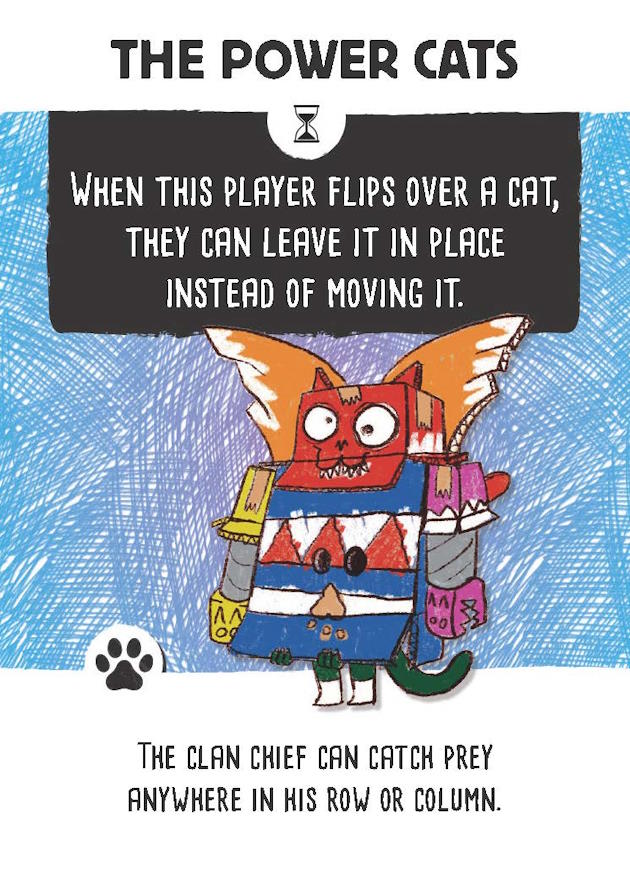 THE POWER CATS
WHEN THIS PLAYER FLIPS OVER A CAT,
THEY CAN LEAVE IT IN PLACE
INSTEAD OF MOVING IT.
THE CLAN CHIEF CAN CATCH PREY
ANYWHERE IN HIS ROW OR COLUMN.